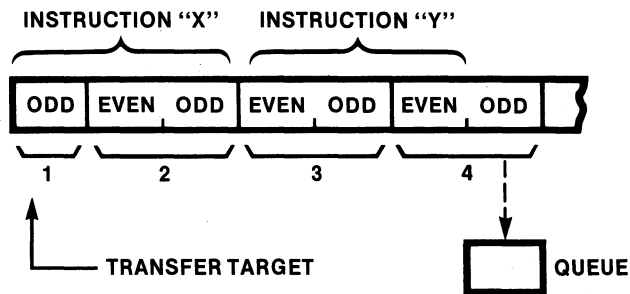 INSTRUCTION “X” INSTRUCTION “Y”
ODD EVEN ODD EVEN ODD EVEN ODD
1 2 3 4
TRANSFER TARGET QUEUE